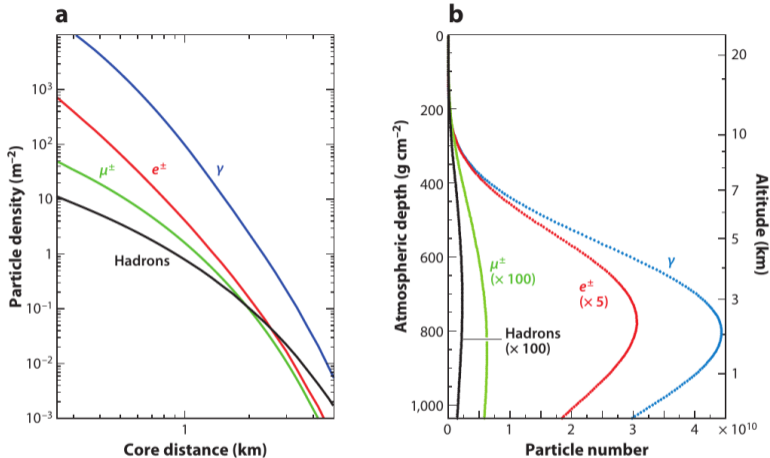 a
Particle density (m⁻²)
10³
10²
10
1
10⁻¹
10⁻²
10⁻³
μ±
e±
γ
Hadrons
1
Core distance (km)
b
Atmospheric depth (g cm⁻²)
0
200
400
600
800
1,000
μ±
(× 100)
e±
(× 5)
γ
Hadrons
(× 100)
20
10
7
5
3
1
Altitude (km)
0 1 2 3 4 × 10¹⁰
Particle number